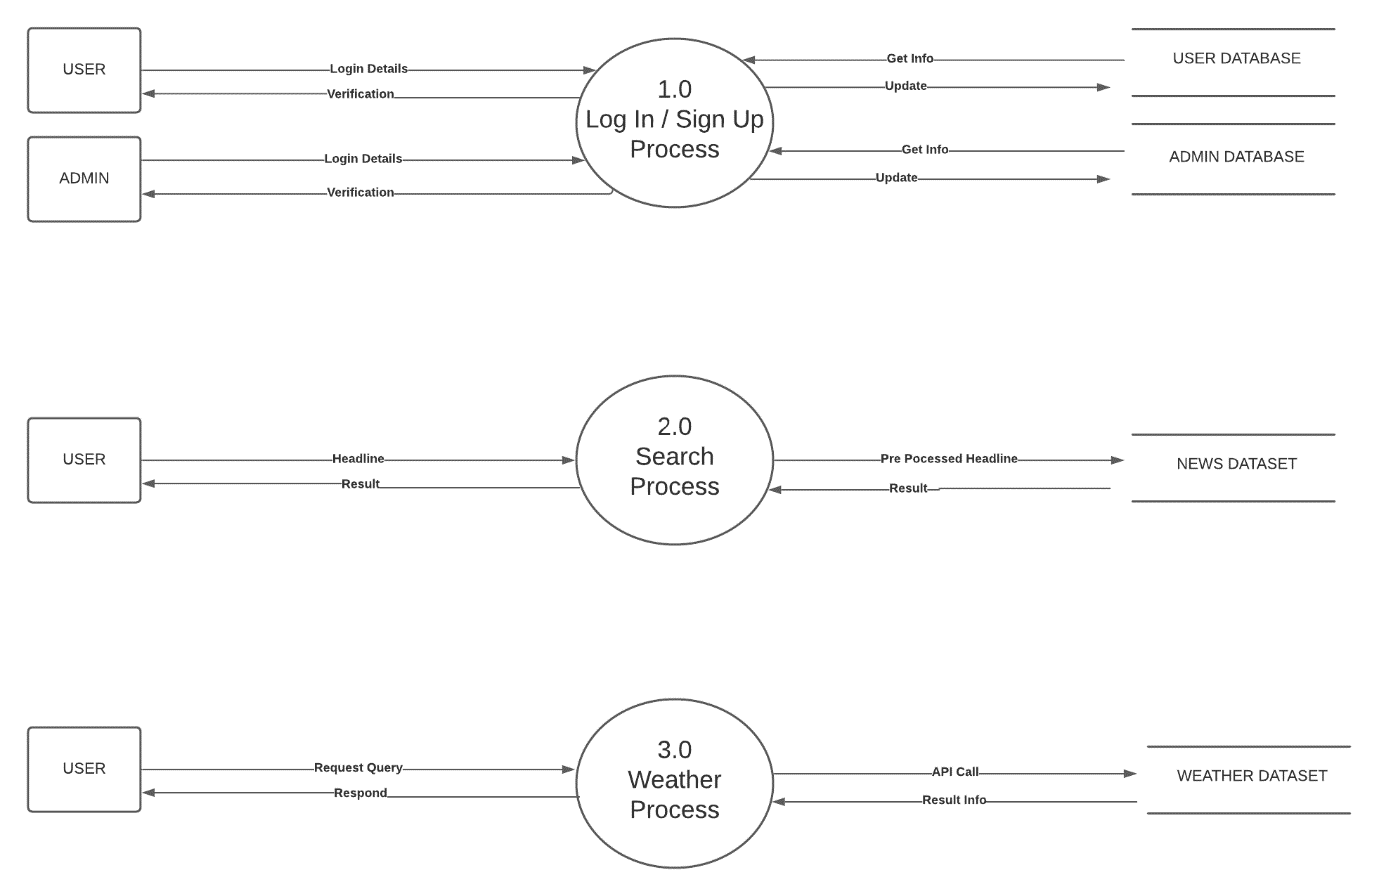 USER
Login Details
Verification
ADMIN
Login Details
Verification
1.0
Log In / Sign Up
Process
Get Info
Update
Get Info
Update
USER DATABASE
ADMIN DATABASE
USER
Headline
Result
2.0
Search
Process
Pre Pocessed Headline
Result
NEWS DATASET
USER
Request Query
Respond
3.0
Weather
Process
API Call
Result Info
WEATHER DATASET